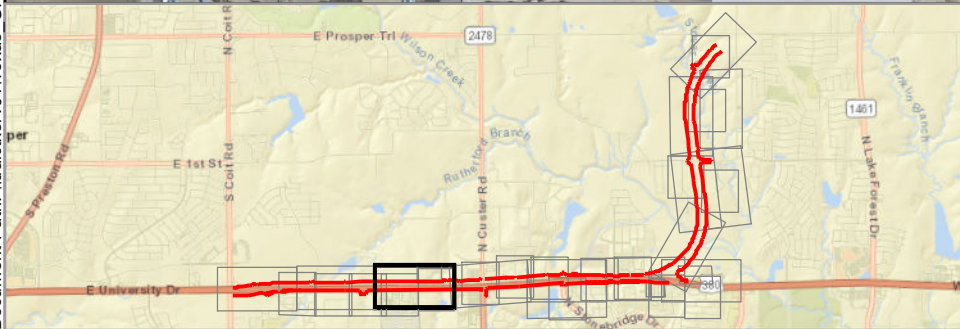 N Coit R
E Prosper Trl
2478
Wilson Creek
Franklin Branch
1461
per
Rutherford Branch
E 1st St
S Preston Rd
S Coit Rd
N Custer Rd
N Lake Forest Dr
E University Dr
380
W
N Stonebridge Dr